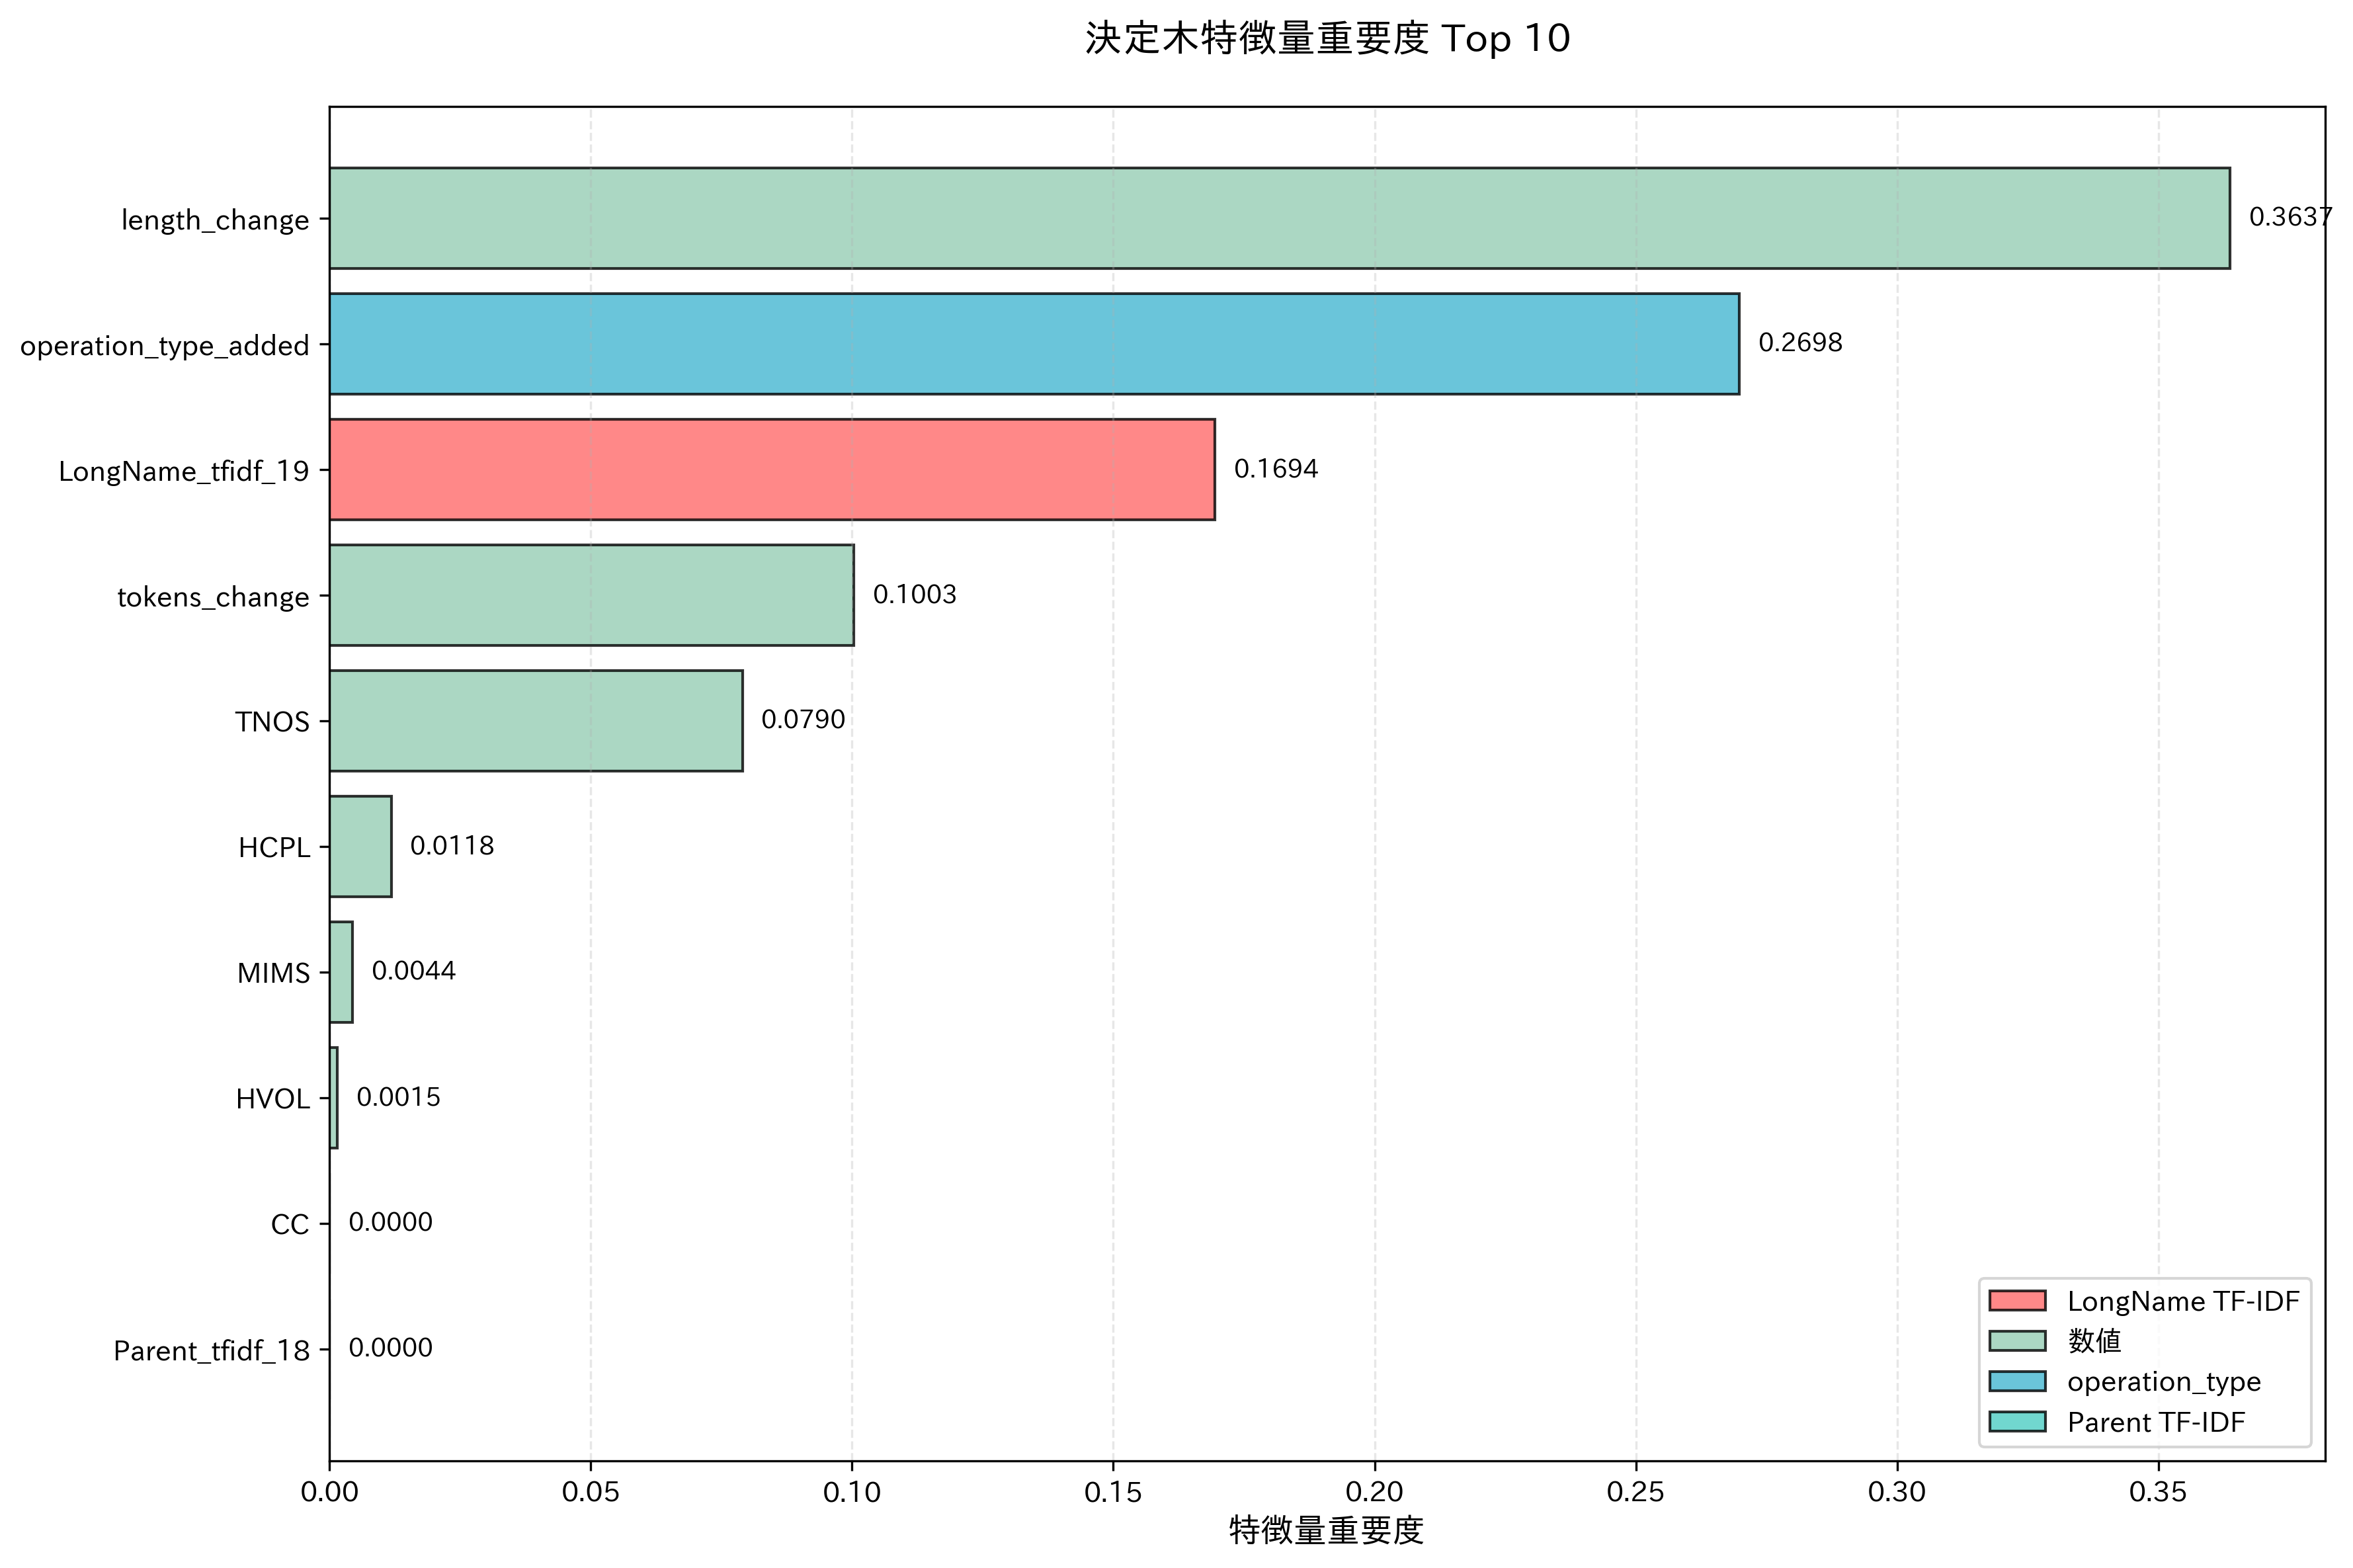 決定木特徴量重要度 Top 10
length_change
0.3637
operation_type_added
0.2698
LongName_tfidf_19
0.1694
tokens_change
0.1003
TNOS
0.0790
HCPL
0.0118
MIMS
0.0044
HVOL
0.0015
CC
0.0000
Parent_tfidf_18
0.0000
LongName TF-IDF
数値
operation_type
Parent TF-IDF
0.00 0.05 0.10 0.15 0.20 0.25 0.30 0.35
特徴量重要度